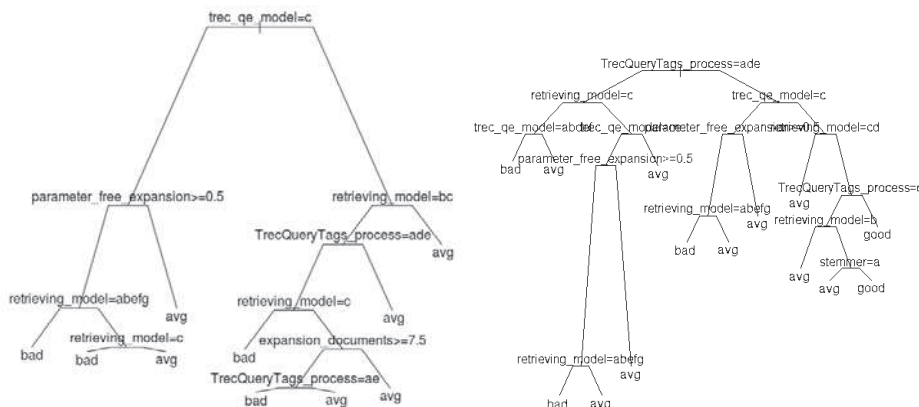 trec_qe_model=c
parameter_free_expansion>=0.5
retrieving_model=bc
TrecQueryTags_process=ade
avg
retrieving_model=abefg
avg
retrieving_model=c
avg
bad
retrieving_model=c
bad
avg
bad
expansion_documents>=7.5
TrecQueryTags_process=ae
avg
bad
avg
TrecQueryTags_process=ade
retrieving_model=c
trec_qe_model=c
bad
avg
parameter_free_expansion>=0.5
avg
retrieving_model=abefg
bad
avg
avg
retrieving_model=abefg
bad
avg
avg
retrieving_model=cd
avg
retrieving_model=b
good
avg
stemmer=a
avg
good